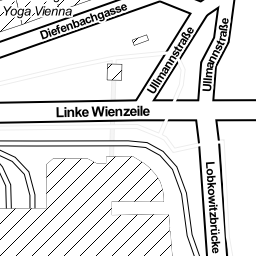 Yoga Vienna
Diefenbachgasse
Ullmannstraße
Ullmannstraße
Linke Wienzeile
Lobkowitzbrücke